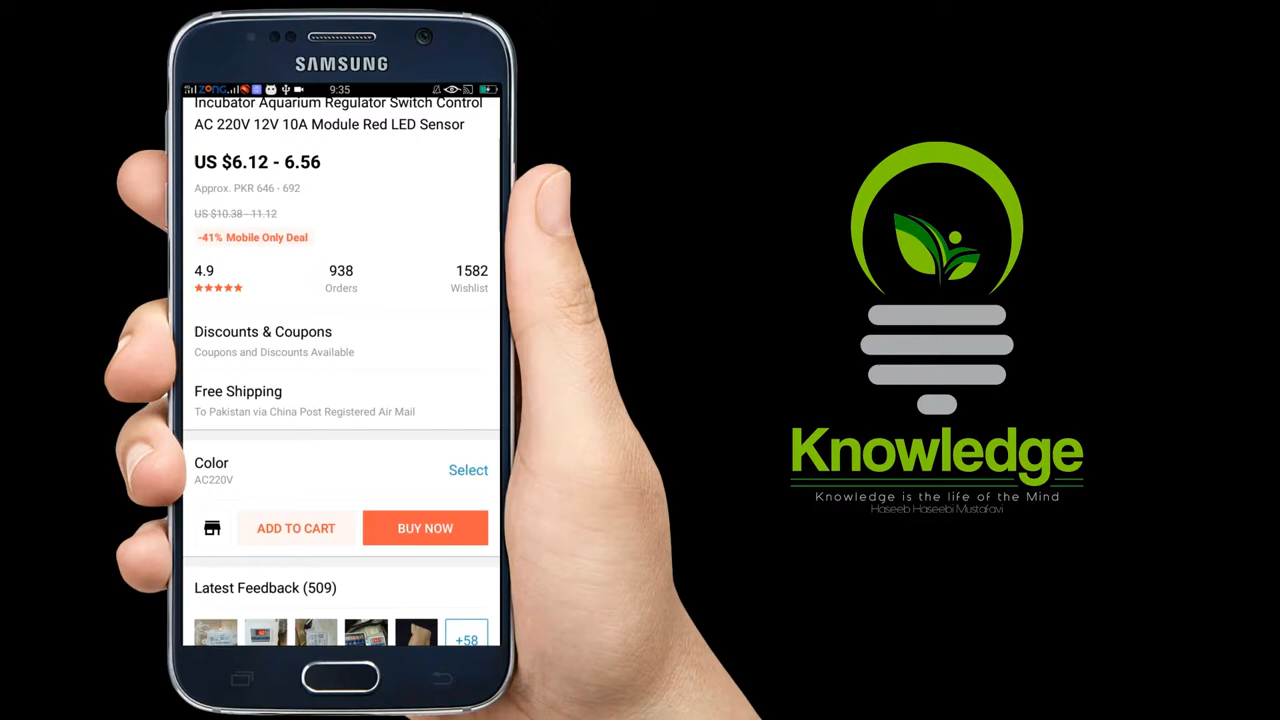 SAMSUNG
ZONG
9:35
Incubator Aquarium Regulator Switch Control
AC 220V 12V 10A Module Red LED Sensor
US $6.12 - 6.56
Approx. PKR 646 - 692
US $10.38 - 11.12
-41% Mobile Only Deal
4.9 938 1582
Orders Wishlist
Discounts & Coupons
Coupons and Discounts Available
Free Shipping
To Pakistan via China Post Registered Air Mail
Color
AC220V
Select
ADD TO CART BUY NOW
Latest Feedback (509)
+58
Knowledge
Knowledge is the life of the Mind
Haseeb Haseebi Mustafavi